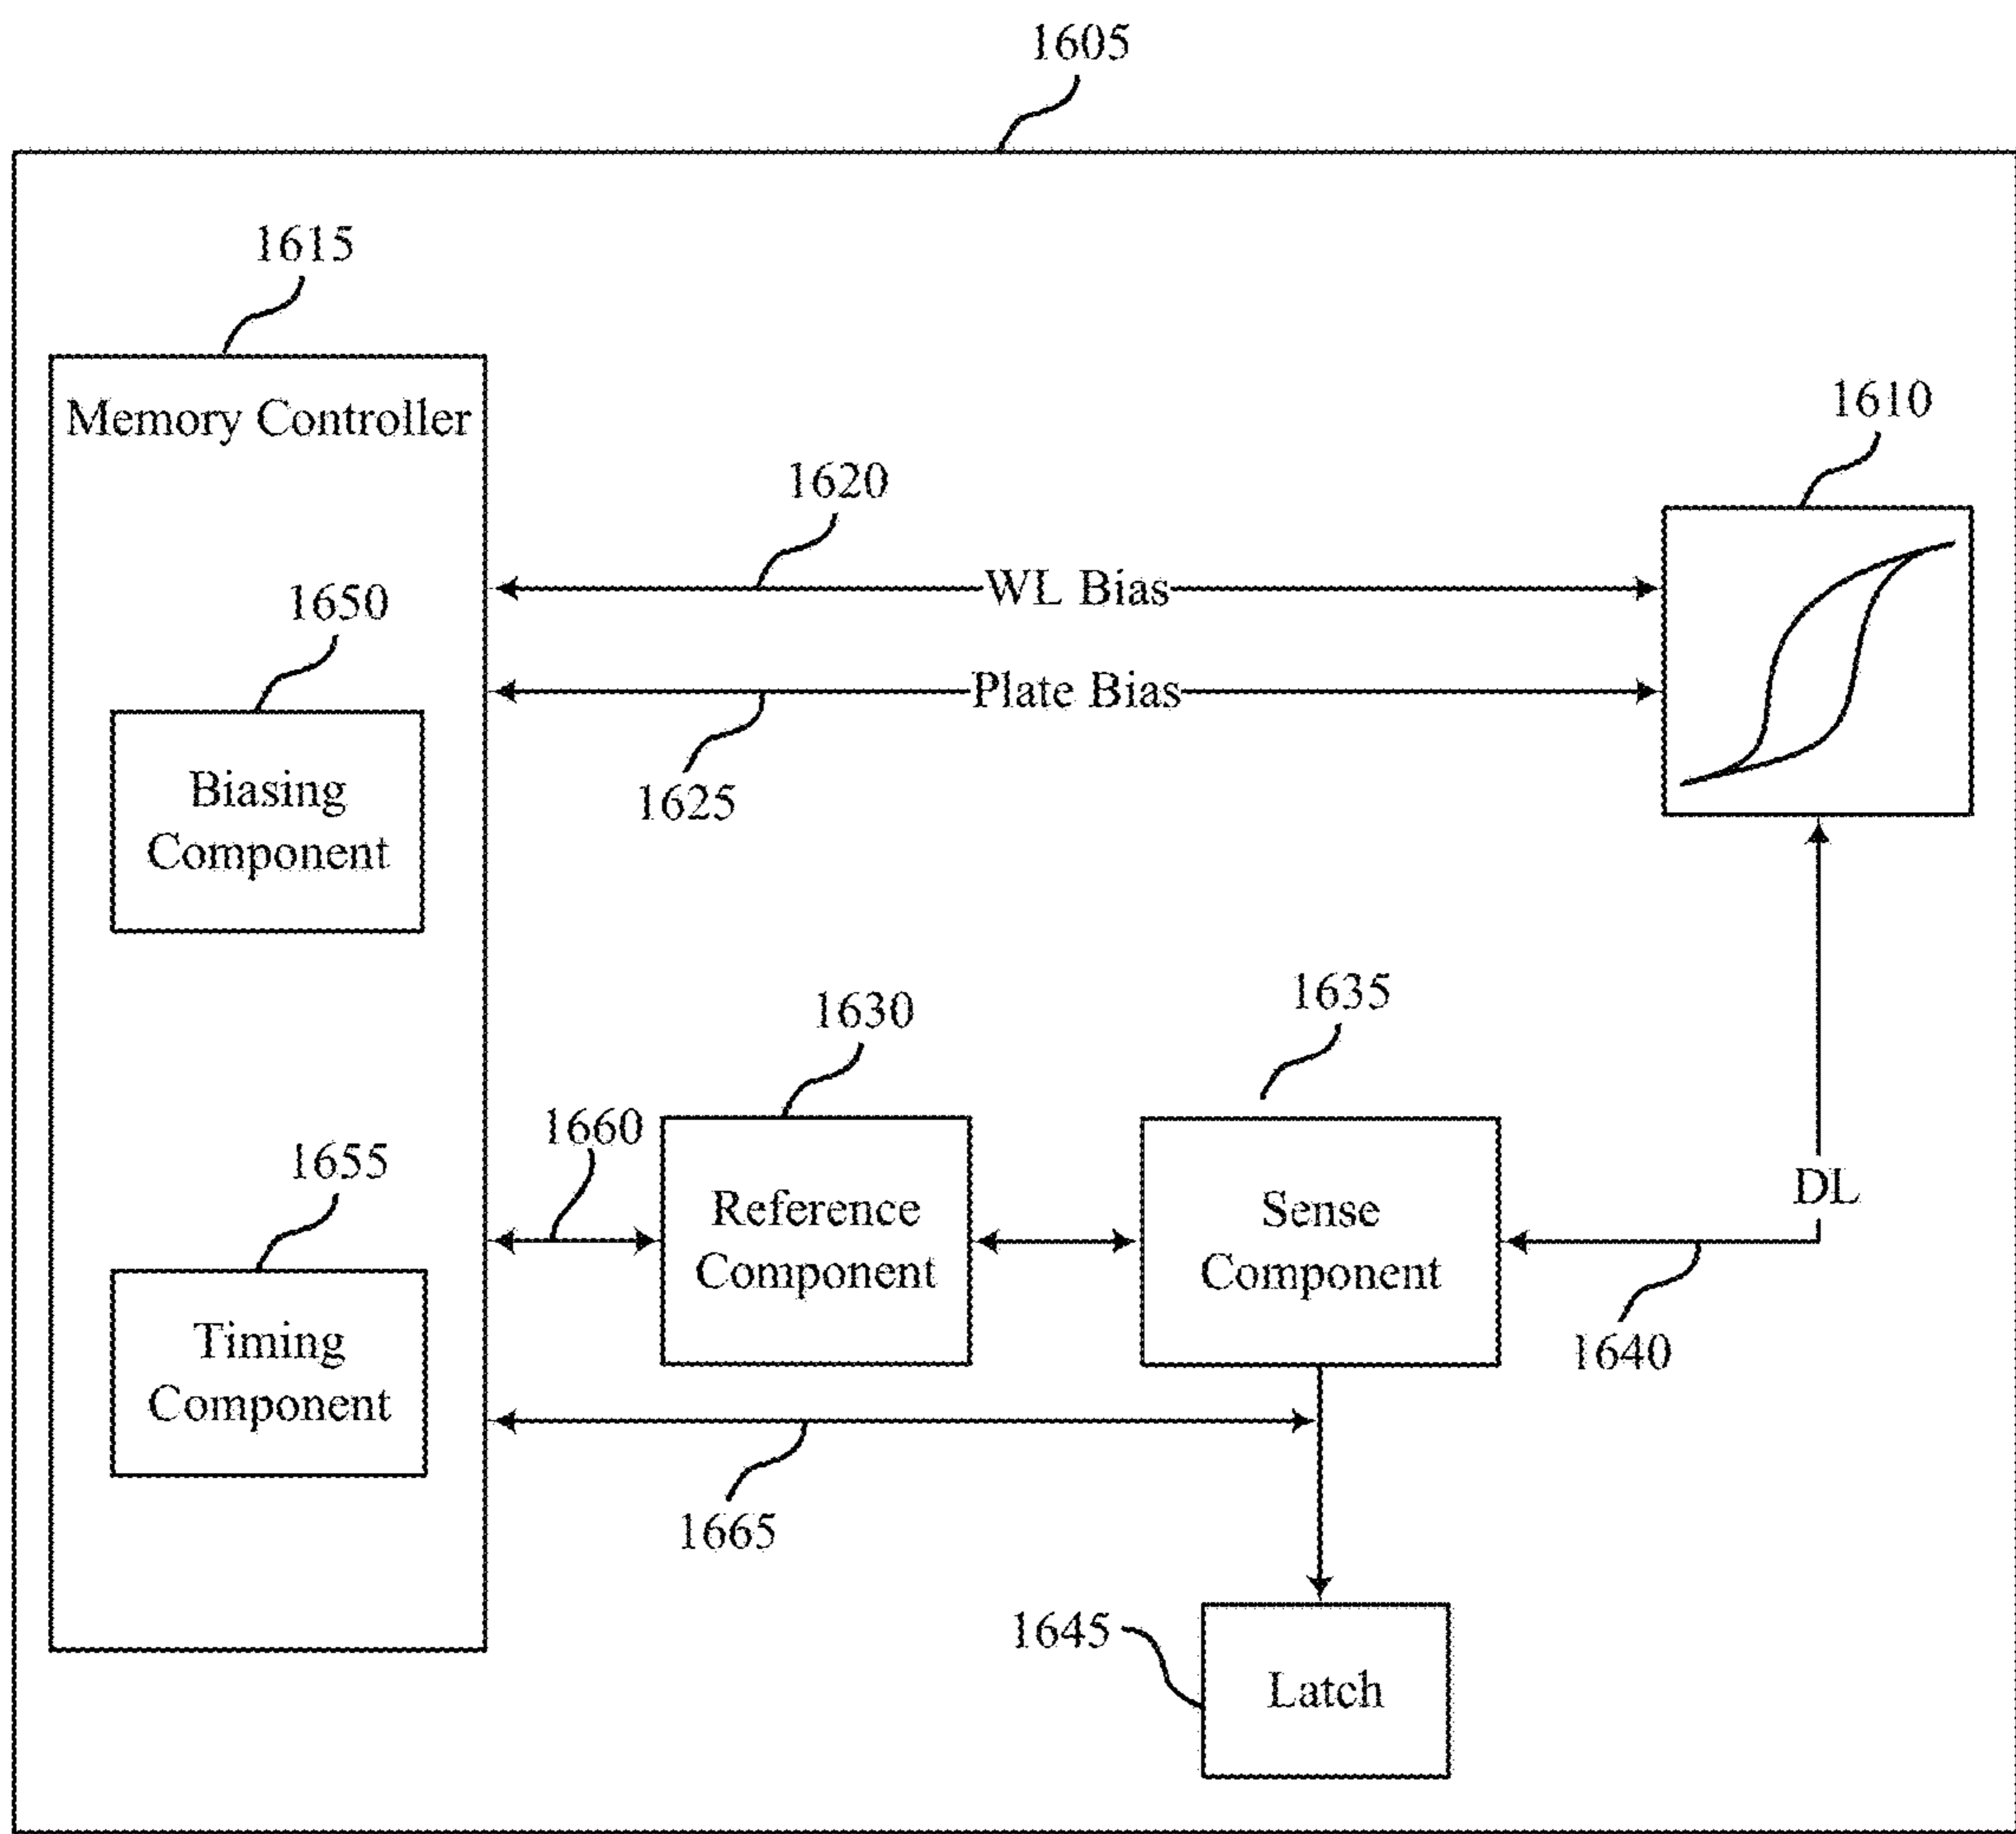 1605
1615
Memory Controller
1610
1620
WL Bias
1650
Plate Bias
1625
Biasing
Component
1635
1630
1660
1655
Reference
Component
Sense
Component
DL
1640
Timing
Component
1665
1645
Latch